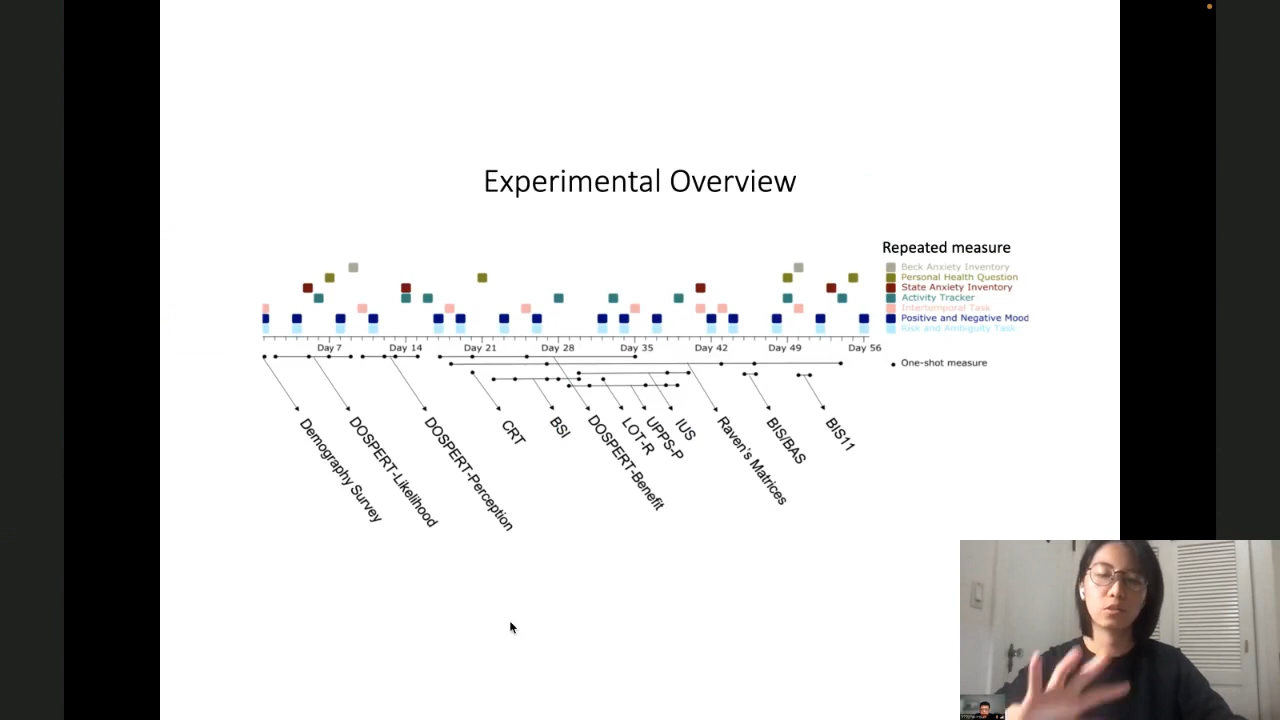 Experimental Overview
Repeated measure
Beck Anxiety Inventory
Personal Health Question
State Anxiety Inventory
Activity Tracker
Intertemporal Task
Positive and Negative Mood
Risk and Ambiguity Task
Day 7 Day 14 Day 21 Day 28 Day 35 Day 42 Day 49 Day 56
One-shot measure
Demography Survey
DOSPERT-Likelihood
DOSPERT-Perception
CRT
BSI
DOSPERT-Benefit
LOT-R
UPPS-P
IUS
Raven's Matrices
BIS/BAS
BIS11